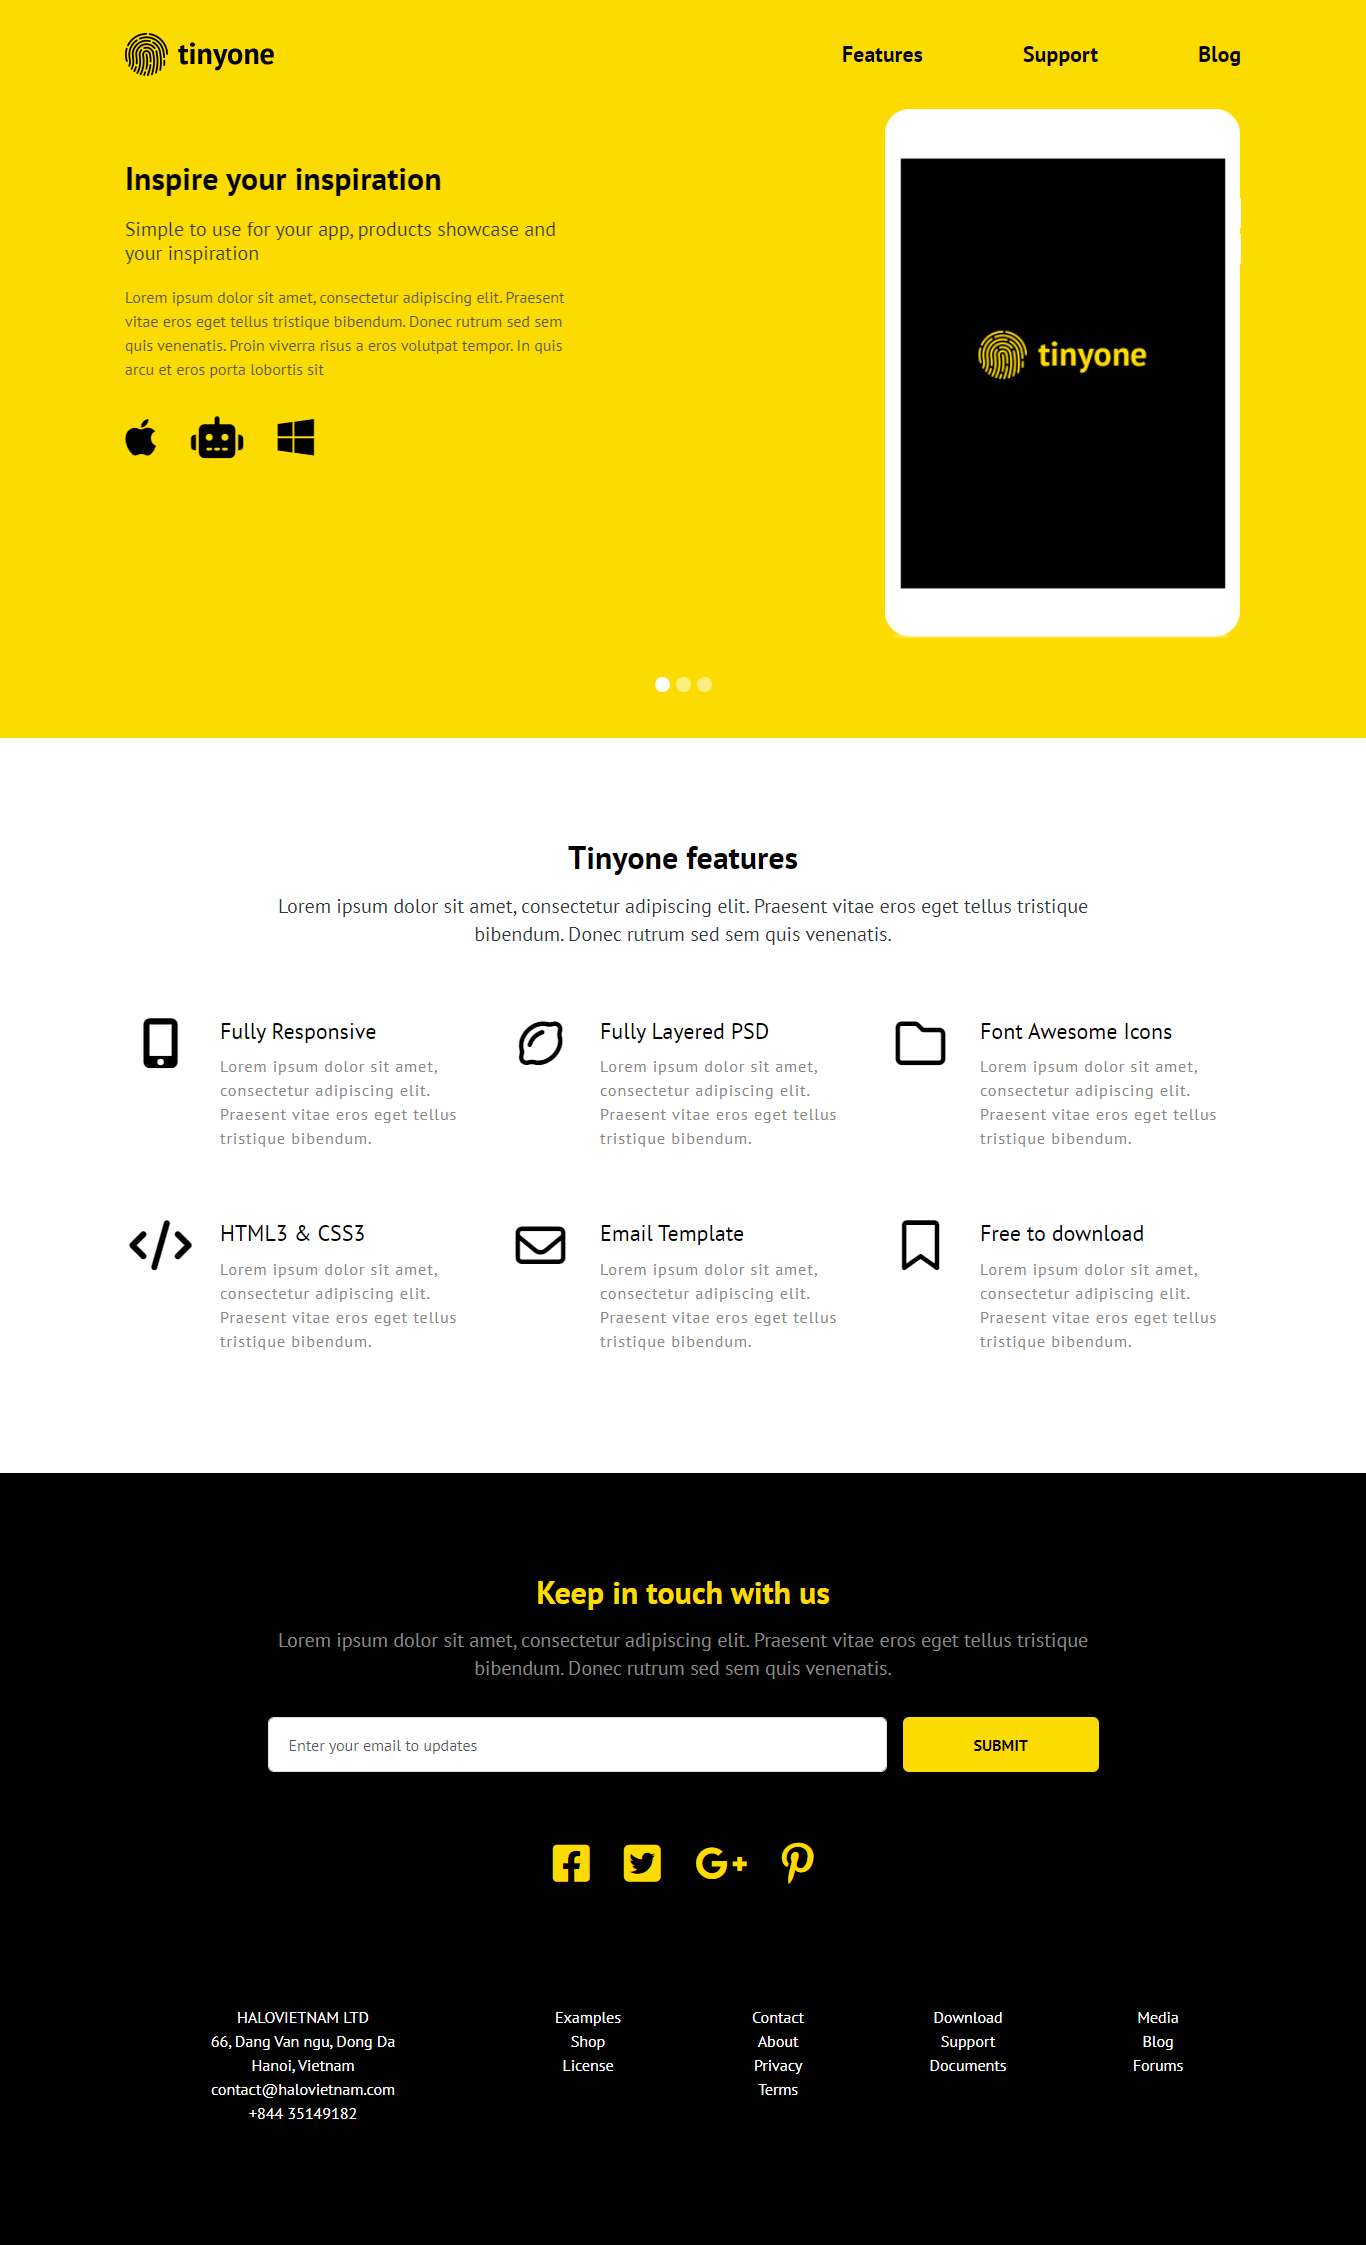 tinyone
Features
Support
Blog
Inspire your inspiration
Simple to use for your app, products showcase and
your inspiration
Lorem ipsum dolor sit amet, consectetur adipiscing elit. Praesent
vitae eros eget tellus tristique bibendum. Donec rutrum sed sem
quis venenatis. Proin viverra risus a eros volutpat tempor. In quis
arcu et eros porta lobortis sit
tinyone
Tinyone features
Lorem ipsum dolor sit amet, consectetur adipiscing elit. Praesent vitae eros eget tellus tristique
bibendum. Donec rutrum sed sem quis venenatis.
Fully Responsive
Lorem ipsum dolor sit amet,
consectetur adipiscing elit.
Praesent vitae eros eget tellus
tristique bibendum.
Fully Layered PSD
Lorem ipsum dolor sit amet,
consectetur adipiscing elit.
Praesent vitae eros eget tellus
tristique bibendum.
Font Awesome Icons
Lorem ipsum dolor sit amet,
consectetur adipiscing elit.
Praesent vitae eros eget tellus
tristique bibendum.
HTML3 & CSS3
Lorem ipsum dolor sit amet,
consectetur adipiscing elit.
Praesent vitae eros eget tellus
tristique bibendum.
Email Template
Lorem ipsum dolor sit amet,
consectetur adipiscing elit.
Praesent vitae eros eget tellus
tristique bibendum.
Free to download
Lorem ipsum dolor sit amet,
consectetur adipiscing elit.
Praesent vitae eros eget tellus
tristique bibendum.
Keep in touch with us
Lorem ipsum dolor sit amet, consectetur adipiscing elit. Praesent vitae eros eget tellus tristique
bibendum. Donec rutrum sed sem quis venenatis.
Enter your email to updates
SUBMIT
HALOVIETNAM LTD
66, Dang Van ngu, Dong Da
Hanoi, Vietnam
contact@halovietnam.com
+844 35149182
Examples
Shop
License
Contact
About
Privacy
Terms
Download
Support
Documents
Media
Blog
Forums